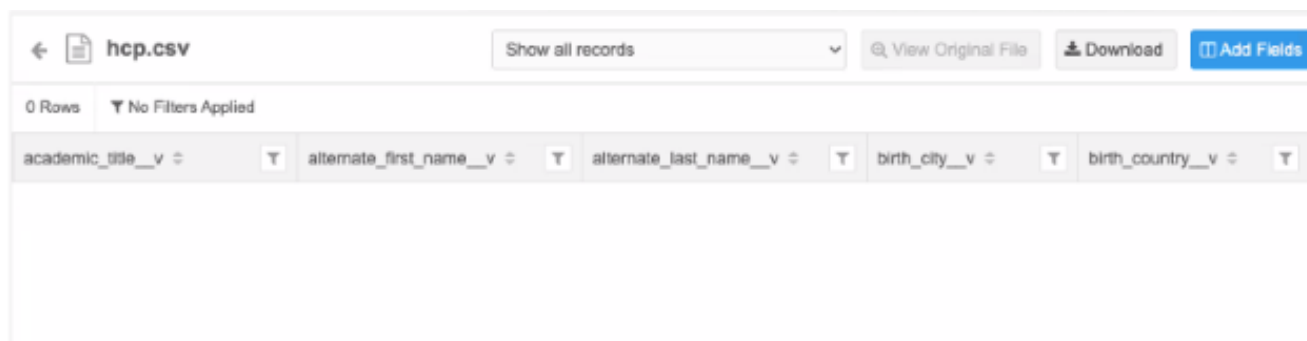 hcp.csv Show all records View Original File Download Add Fields
0 Rows No Filters Applied
academic_title__v alternate_first_name__v alternate_last_name__v birth_city__v birth_country__v